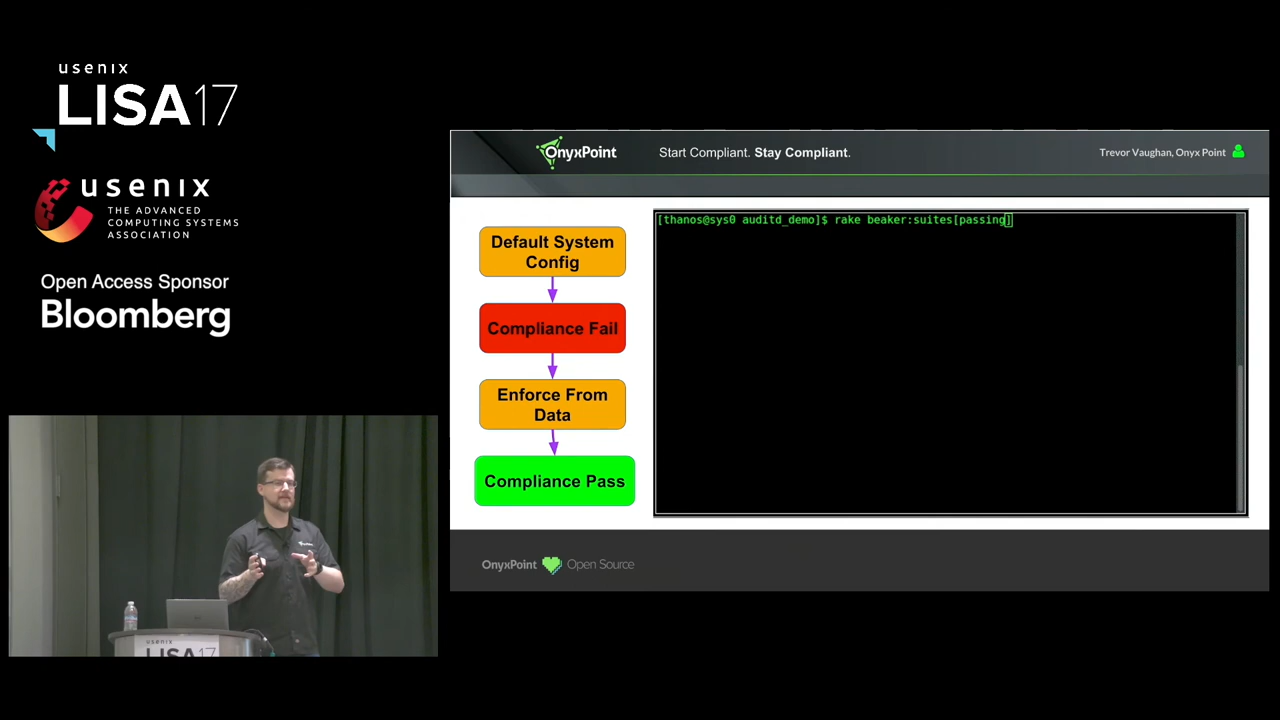 usenix
LISA17
usenix
THE ADVANCED
COMPUTING SYSTEMS
ASSOCIATION
Open Access Sponsor
Bloomberg
OnyxPoint
Start Compliant. Stay Compliant.
Trevor Vaughan, Onyx Point
Default System
Config
Compliance Fail
Enforce From
Data
Compliance Pass
[thanos@sys0 auditd_demo]$ rake beaker:suites[passing]
OnyxPoint
Open Source
usenix
LISA17